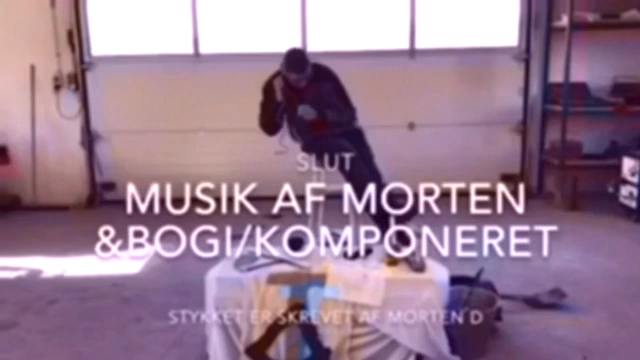 SLUT
MUSIK AF MORTEN
&BOGI/KOMPONERET
STYKKET ER SKREVET AF MORTEN D